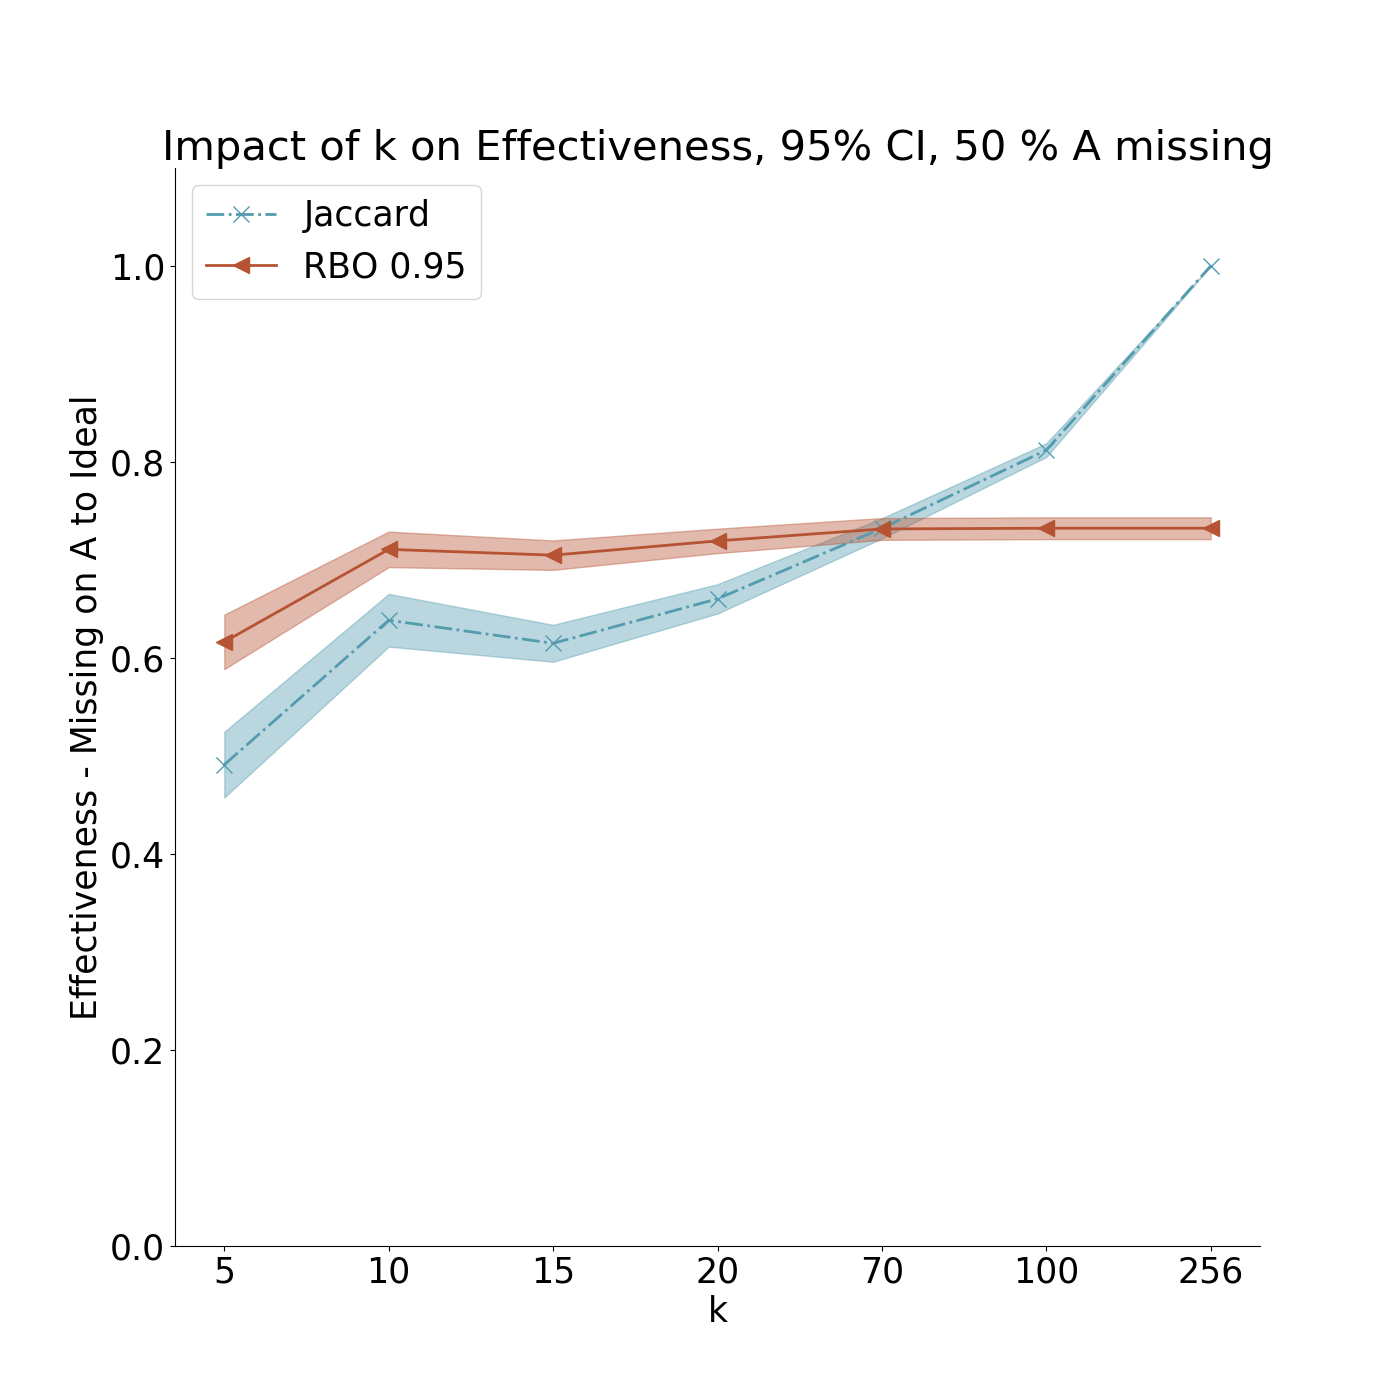 Impact of k on Effectiveness, 95% CI, 50 % A missing
Jaccard
RBO 0.95
Effectiveness - Missing on A to Ideal
1.0
0.8
0.6
0.4
0.2
0.0
5 10 15 20 70 100 256
k